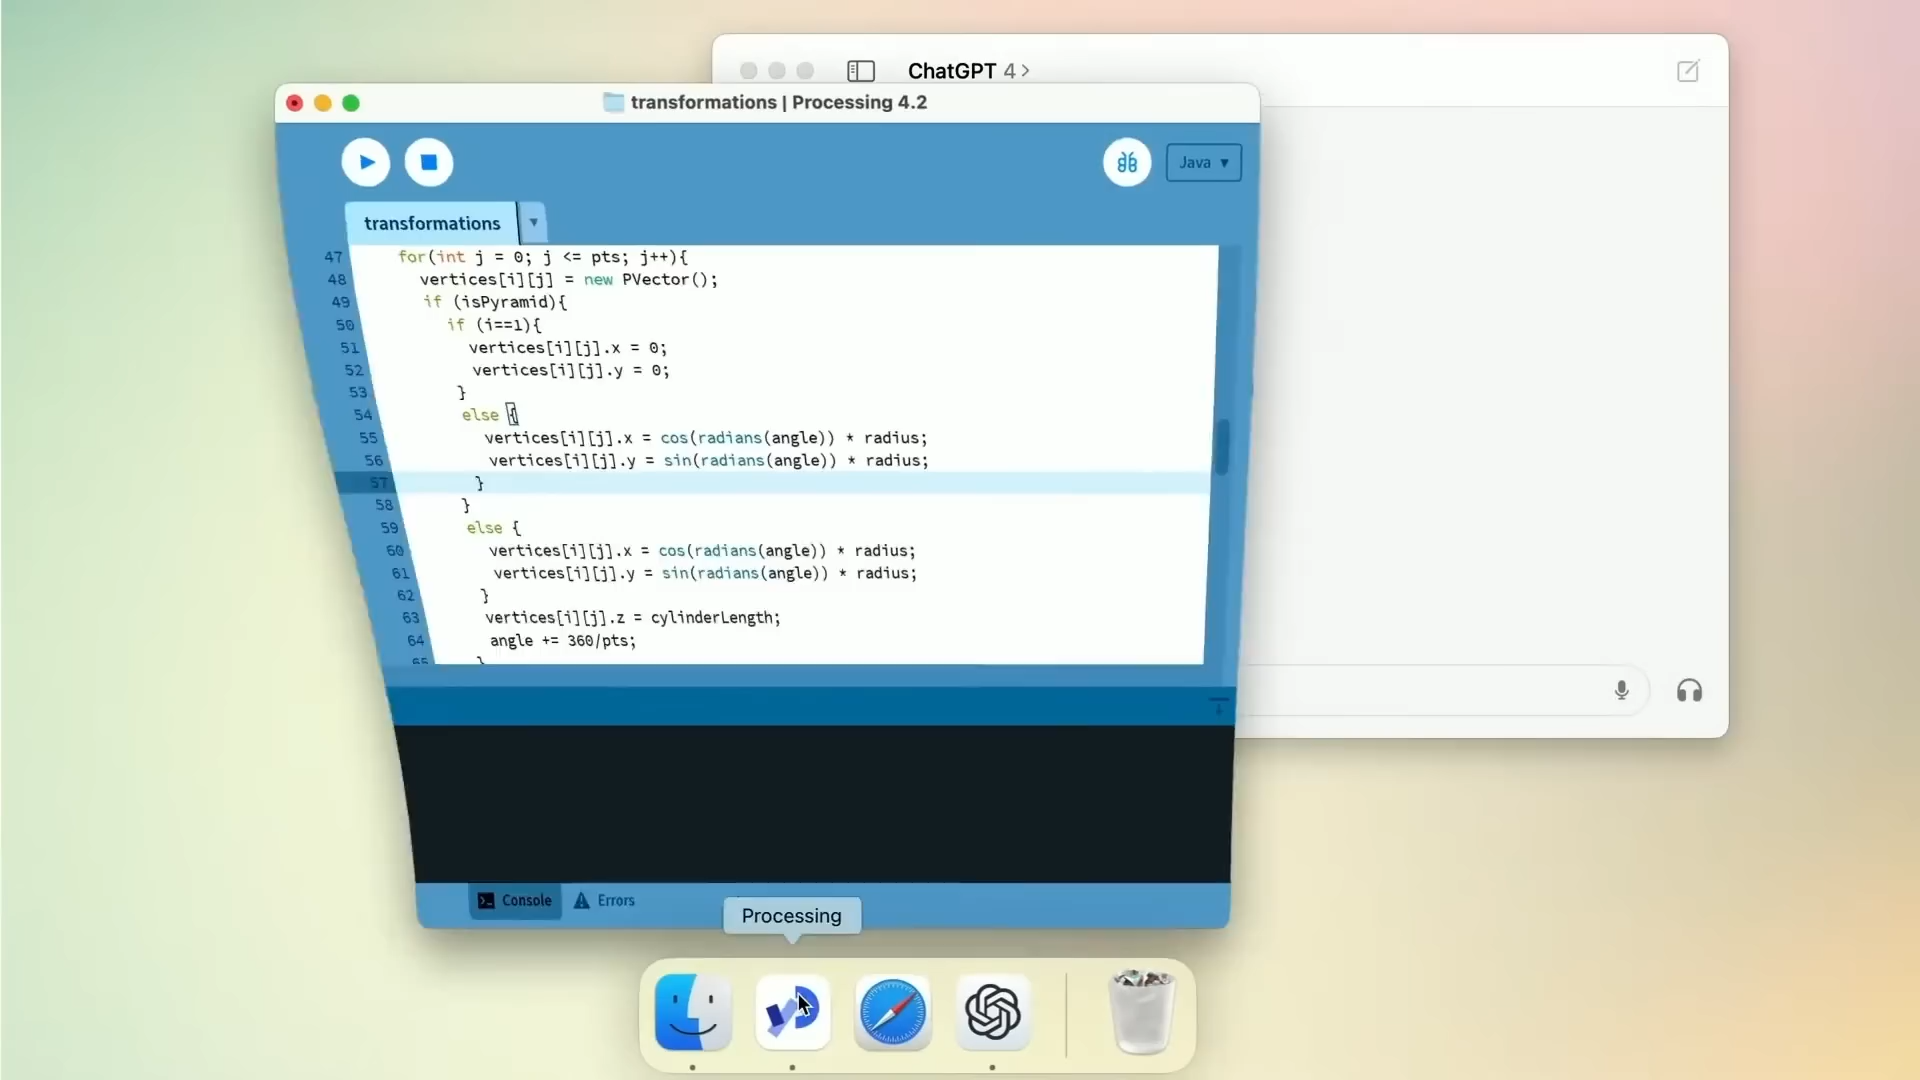 ChatGPT 4 >
transformations | Processing 4.2
Java ▾
transformations
47 for(int j = 0; j <= pts; j++){
48 vertices[i][j] = new PVector();
49 if (isPyramid){
50 if (i==1){
51 vertices[i][j].x = 0;
52 vertices[i][j].y = 0;
53 }
54 else {
55 vertices[i][j].x = cos(radians(angle)) * radius;
56 vertices[i][j].y = sin(radians(angle)) * radius;
57 }
58 }
59 else {
60 vertices[i][j].x = cos(radians(angle)) * radius;
61 vertices[i][j].y = sin(radians(angle)) * radius;
62 }
63 vertices[i][j].z = cylinderLength;
64 angle += 360/pts;
65 }
Console Errors
Processing